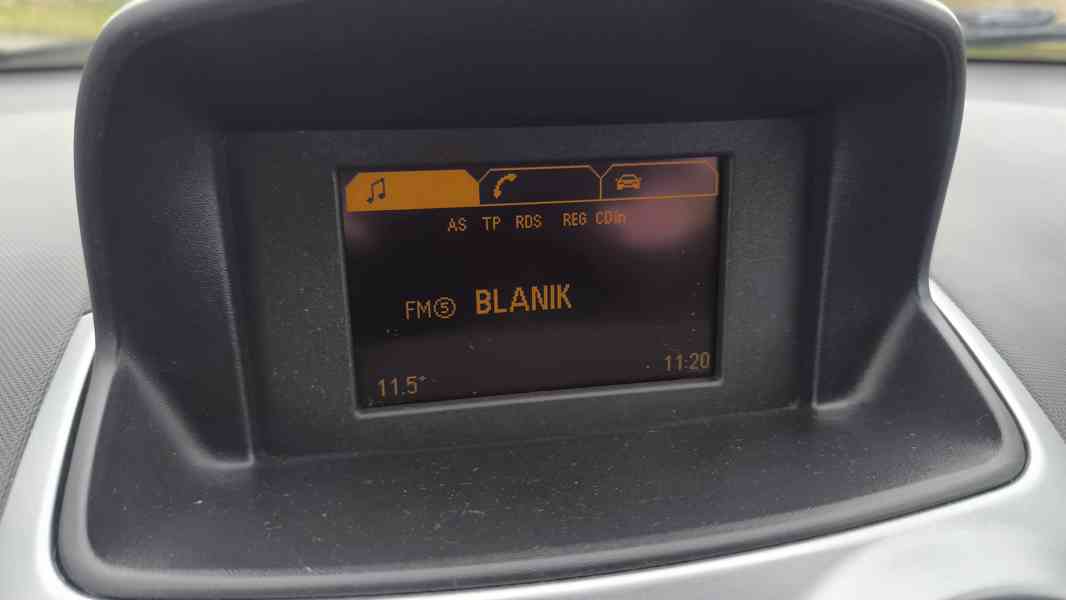 AS TP RDS REG CDin
FM⑤ BLANIK
11.5° 11:20